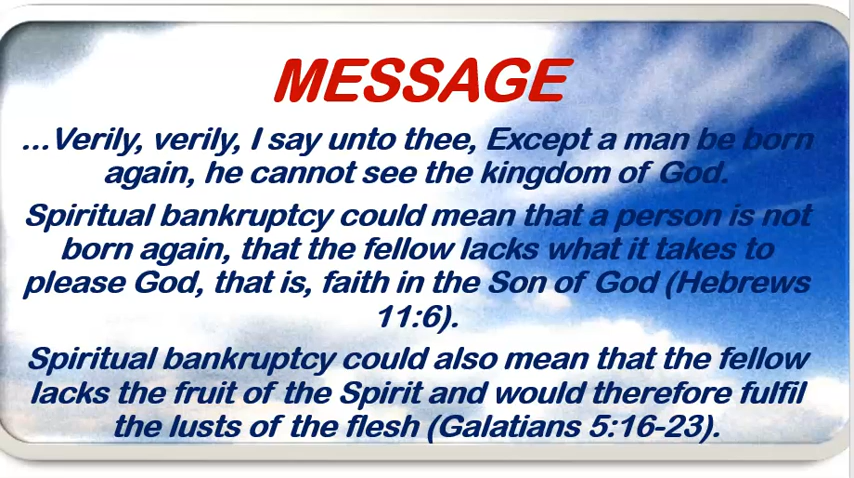 MESSAGE
...Verily, verily, I say unto thee, Except a man be born
again, he cannot see the kingdom of God.
Spiritual bankruptcy could mean that a person is not
born again, that the fellow lacks what it takes to
please God, that is, faith in the Son of God (Hebrews
11:6).
Spiritual bankruptcy could also mean that the fellow
lacks the fruit of the Spirit and would therefore fulfil
the lusts of the flesh (Galatians 5:16-23).